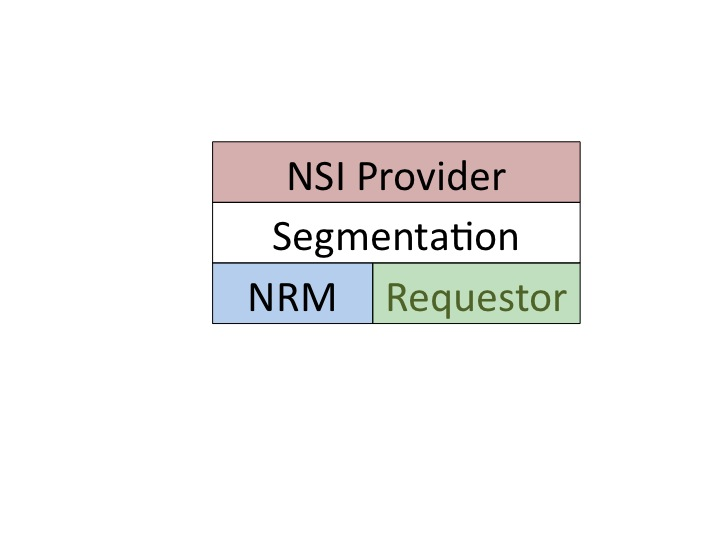 NSI Provider
Segmentation
NRM Requestor